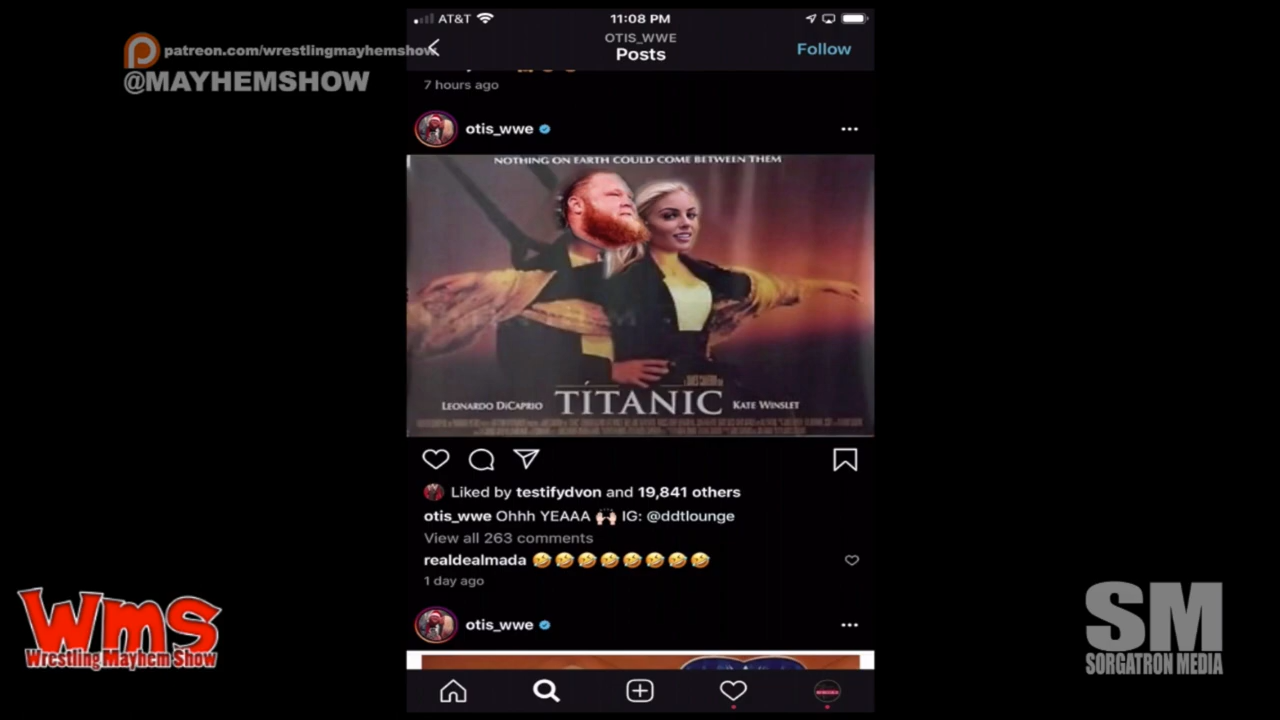 AT&T
11:08 PM
patreon.com/wrestlingmayhemshow
@MAYHEMSHOW
OTIS_WWE
Posts
Follow
7 hours ago
otis_wwe
NOTHING ON EARTH COULD COME BETWEEN THEM
LEONARDO DICAPRIO
TITANIC
KATE WINSLET
Liked by testifydvon and 19,841 others
otis_wwe Ohhh YEAAA 🙌🏻 IG: @ddtlounge
View all 263 comments
realdealmada 🤣🤣🤣🤣🤣🤣🤣🤣
1 day ago
otis_wwe
WMS
Wrestling Mayhem Show
SM
SORGATRON MEDIA